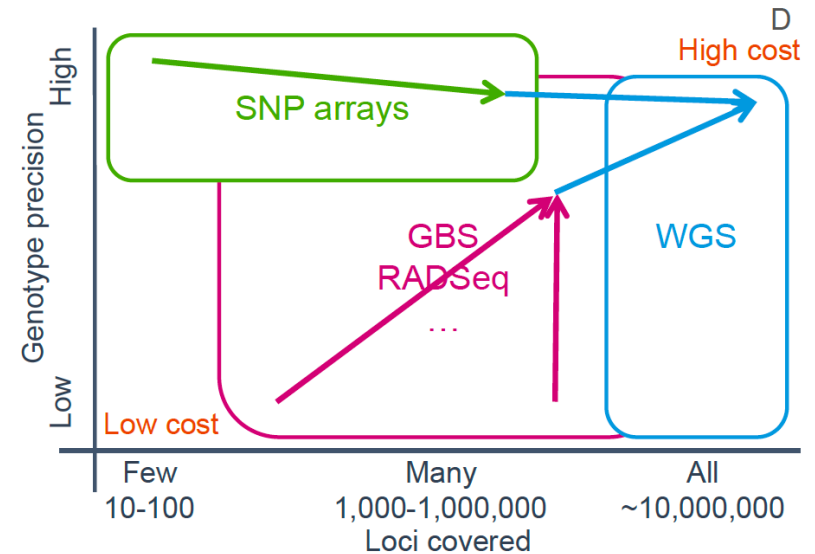 D
High cost
High
SNP arrays
Genotype precision
GBS
RADSeq
...
WGS
Low
Low cost
Few
Many
All
10-100
1,000-1,000,000
~10,000,000
Loci covered